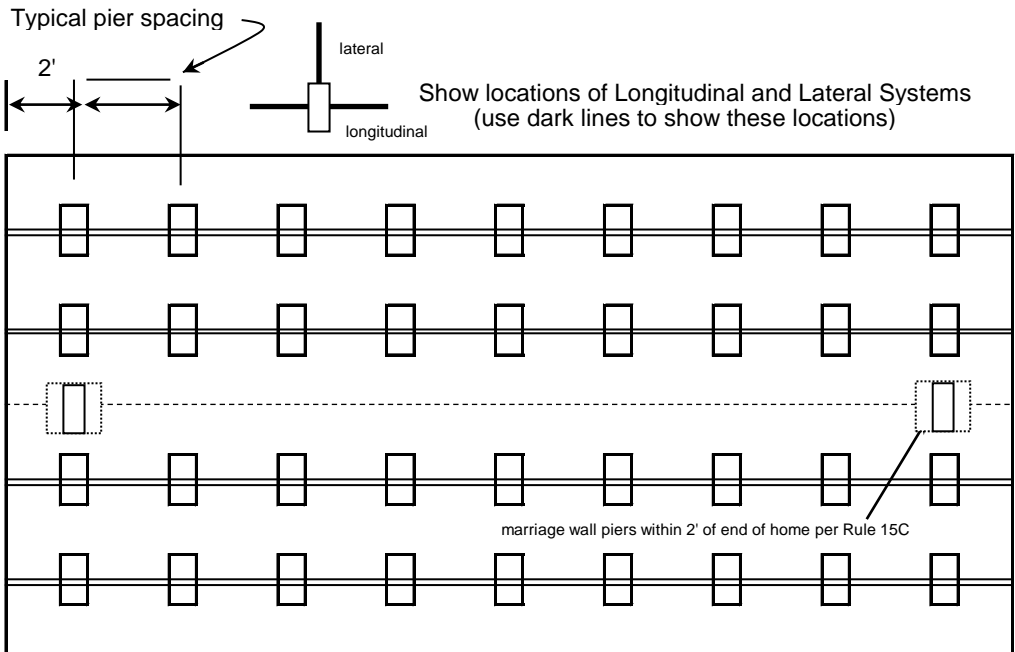 Typical pier spacing
2'
lateral
longitudinal
Show locations of Longitudinal and Lateral Systems
(use dark lines to show these locations)
marriage wall piers within 2' of end of home per Rule 15C